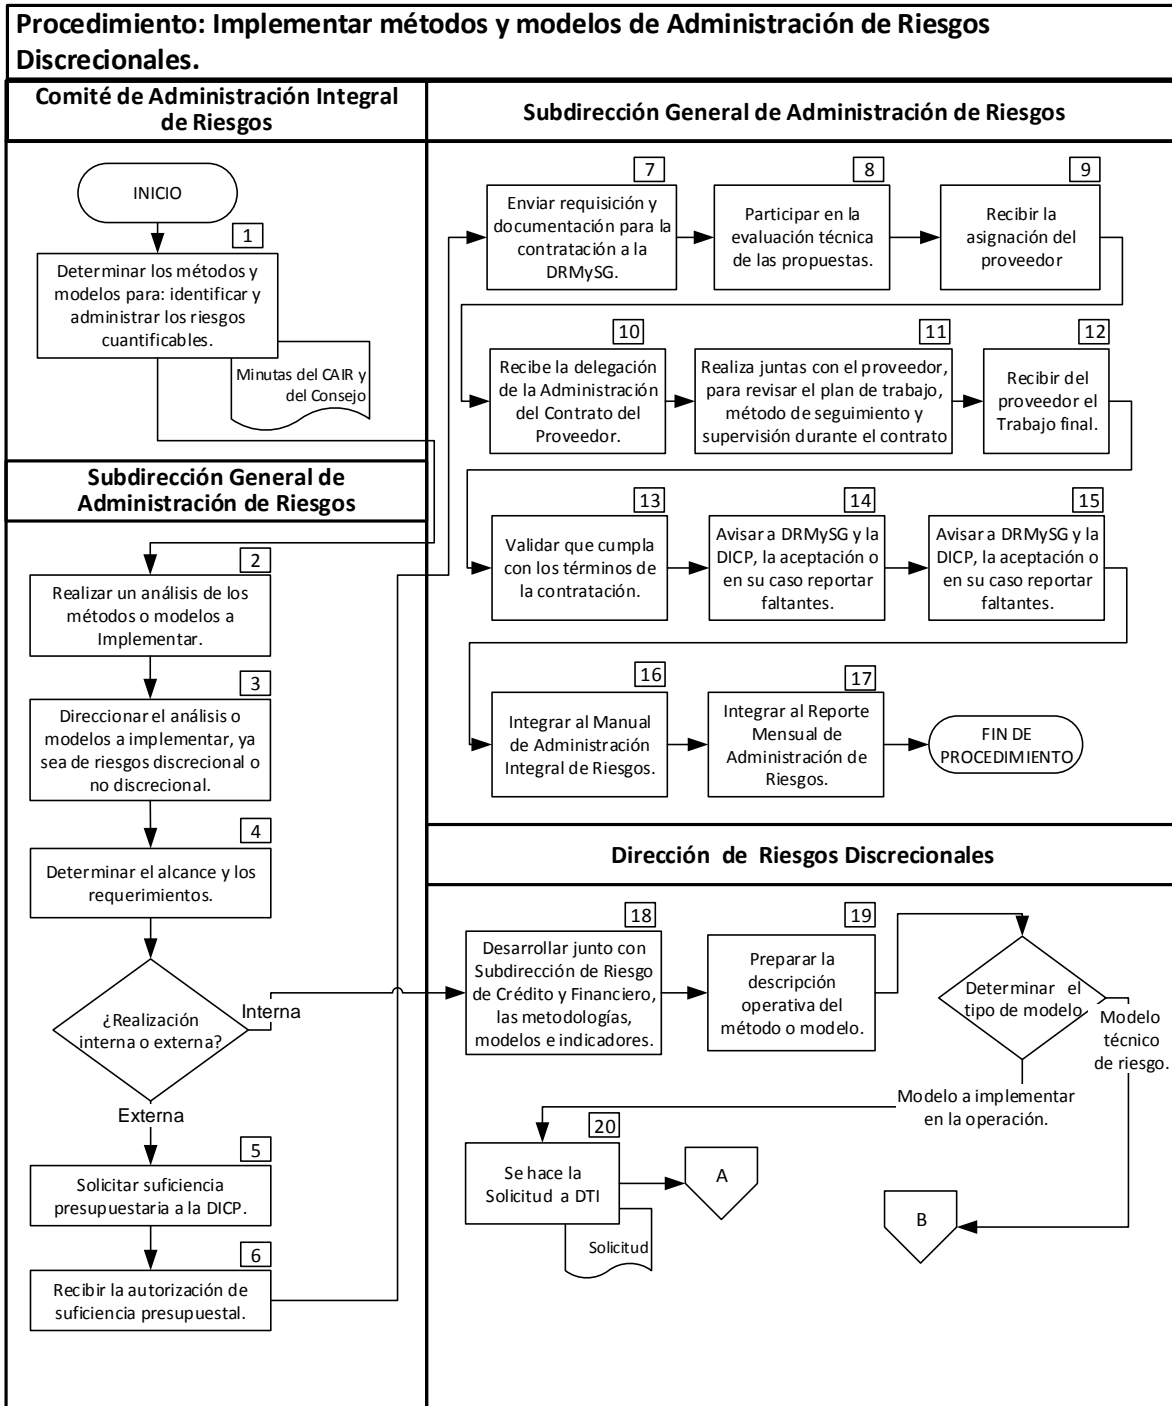 Procedimiento: Implementar métodos y modelos de Administración de Riesgos
Discrecionales.
Comité de Administración Integral
de Riesgos
INICIO
1
Determinar los métodos y
modelos para: identificar y
administrar los riesgos
cuantificables.
Minutas del CAIR y
del Consejo
Subdirección General de
Administración de Riesgos
2
Realizar un análisis de los
métodos o modelos a
Implementar.
3
Direccionar el análisis o
modelos a implementar, ya
sea de riesgos discrecional o
no discrecional.
4
Determinar el alcance y los
requerimientos.
¿Realización
interna o externa?
Interna
Externa
5
Solicitar suficiencia
presupuestaria a la DICP.
6
Recibir la autorización de
suficiencia presupuestal.
Subdirección General de Administración de Riesgos
7
Enviar requisición y
documentación para la
contratación a la
DRMySG.
8
Participar en la
evaluación técnica
de las propuestas.
9
Recibir la
asignación del
proveedor
10
Recibe la delegación
de la Administración
del Contrato del
Proveedor.
11
Realiza juntas con el proveedor,
para revisar el plan de trabajo,
método de seguimiento y
supervisión durante el contrato
12
Recibir del
proveedor el
Trabajo final.
13
Validar que cumpla
con los términos de
la contratación.
14
Avisar a DRMySG y la
DICP, la aceptación o
en su caso reportar
faltantes.
15
Avisar a DRMySG y la
DICP, la aceptación o
en su caso reportar
faltantes.
16
Integrar al Manual
de Administración
Integral de Riesgos.
17
Integrar al Reporte
Mensual de
Administración de
Riesgos.
FIN DE
PROCEDIMIENTO
Dirección de Riesgos Discrecionales
18
Desarrollar junto con
Subdirección de Riesgo
de Crédito y Financiero,
las metodologías,
modelos e indicadores.
19
Preparar la
descripción
operativa del
método o modelo.
Determinar el
tipo de modelo
Modelo
técnico
de riesgo.
Modelo a implementar
en la operación.
20
Se hace la
Solicitud a DTI
Solicitud
A
B